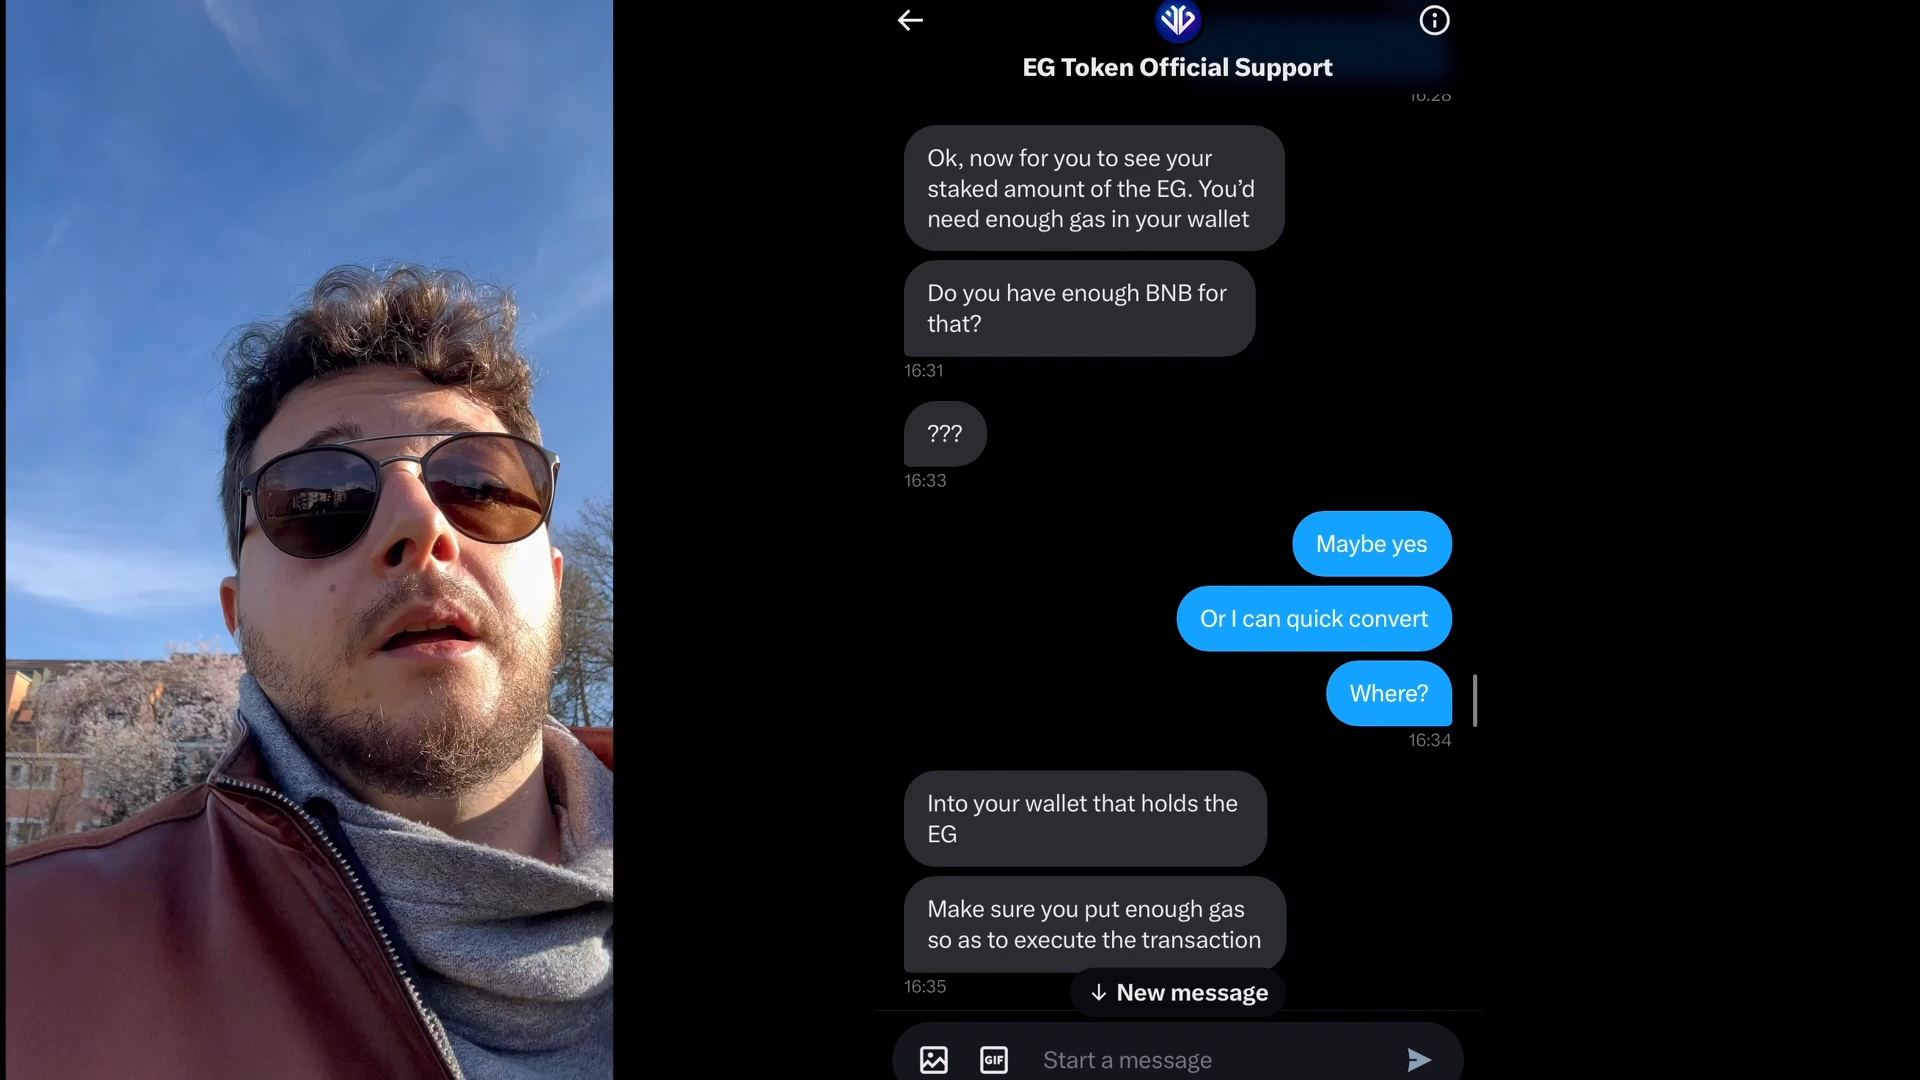 EG Token Official Support
16:28
Ok, now for you to see your
staked amount of the EG. You’d
need enough gas in your wallet
Do you have enough BNB for
that?
16:31
???
16:33
Maybe yes
Or I can quick convert
Where?
16:34
Into your wallet that holds the
EG
Make sure you put enough gas
so as to execute the transaction
16:35
↓ New message
GIF
Start a message